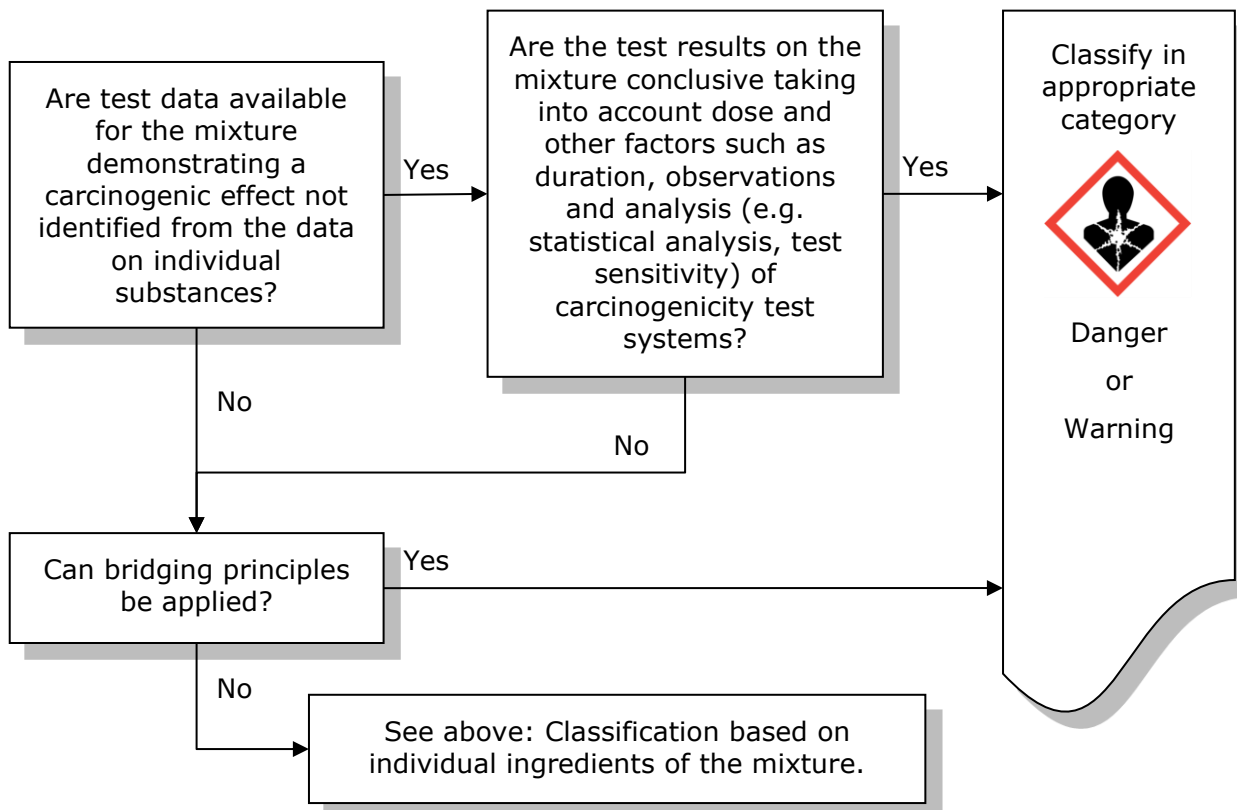 Are test data available
for the mixture
demonstrating a
carcinogenic effect not
identified from the data
on individual
substances?
Yes
Are the test results on the
mixture conclusive taking
into account dose and
other factors such as
duration, observations
and analysis (e.g.
statistical analysis, test
sensitivity) of
carcinogenicity test
systems?
Yes
Classify in
appropriate
category
Danger
or
Warning
No
No
Can bridging principles
be applied?
Yes
No
See above: Classification based on
individual ingredients of the mixture.